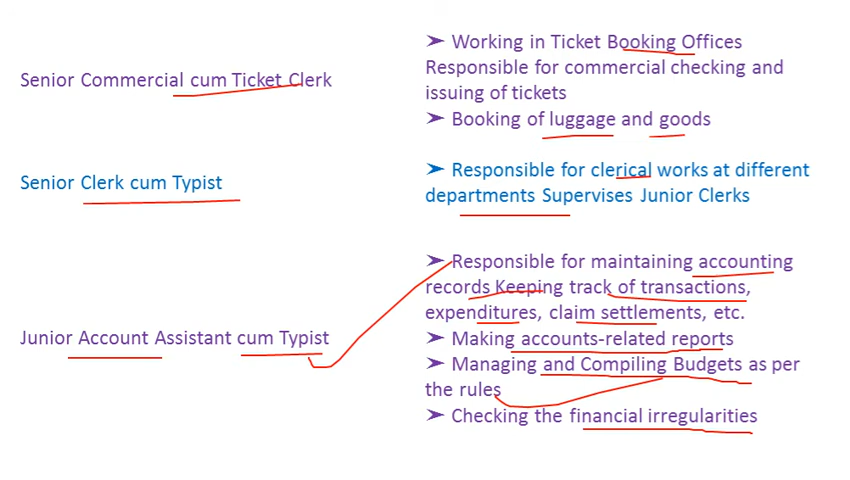 ➤ Working in Ticket Booking Offices
Senior Commercial cum Ticket Clerk
Responsible for commercial checking and
issuing of tickets
➤ Booking of luggage and goods
Senior Clerk cum Typist
➤ Responsible for clerical works at different
departments Supervises Junior Clerks
➤ Responsible for maintaining accounting
records Keeping track of transactions,
expenditures, claim settlements, etc.
Junior Account Assistant cum Typist
➤ Making accounts-related reports
➤ Managing and Compiling Budgets as per
the rules
➤ Checking the financial irregularities